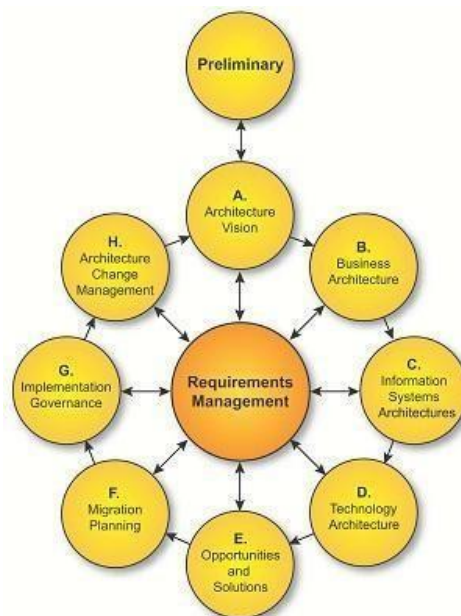 Preliminary
A.
Architecture
Vision
B.
Business
Architecture
C.
Information
Systems
Architectures
D.
Technology
Architecture
E.
Opportunities
and
Solutions
F.
Migration
Planning
G.
Implementation
Governance
H.
Architecture
Change
Management
Requirements
Management